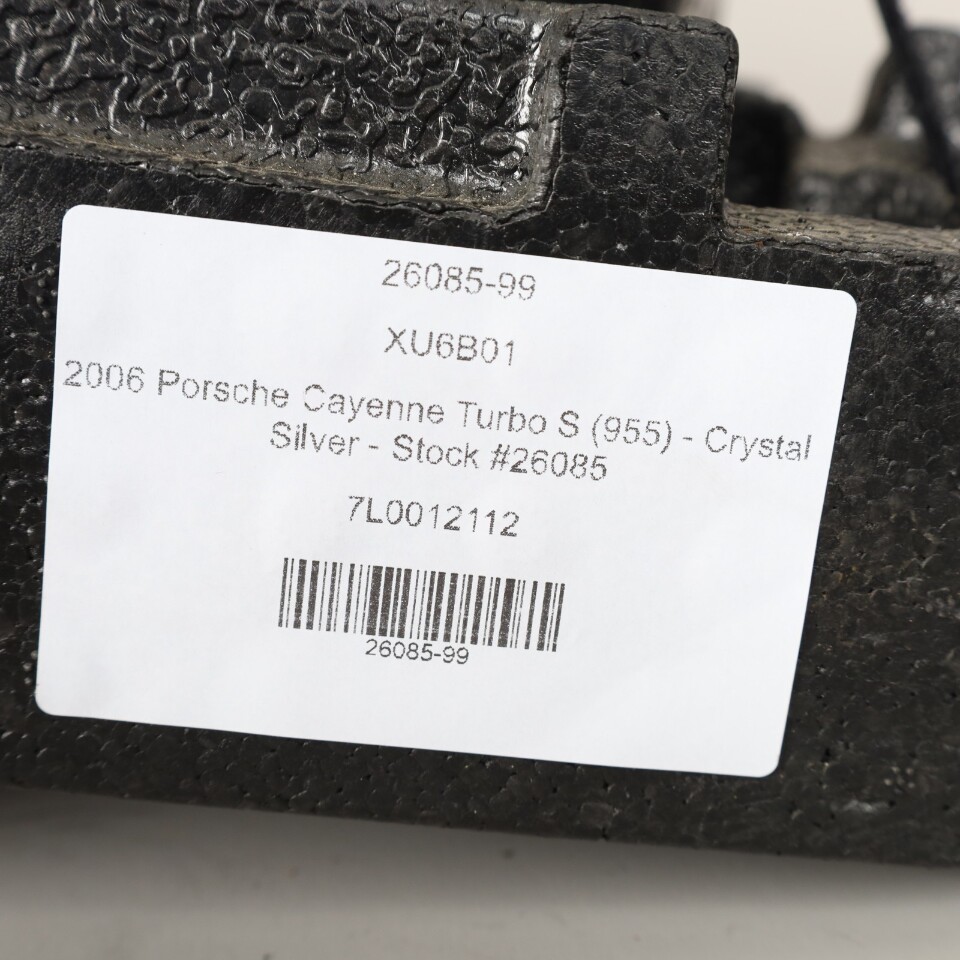 26085-99
XU6B01
2006 Porsche Cayenne Turbo S (955) - Crystal
Silver - Stock #26085
7L0012112
26085-99